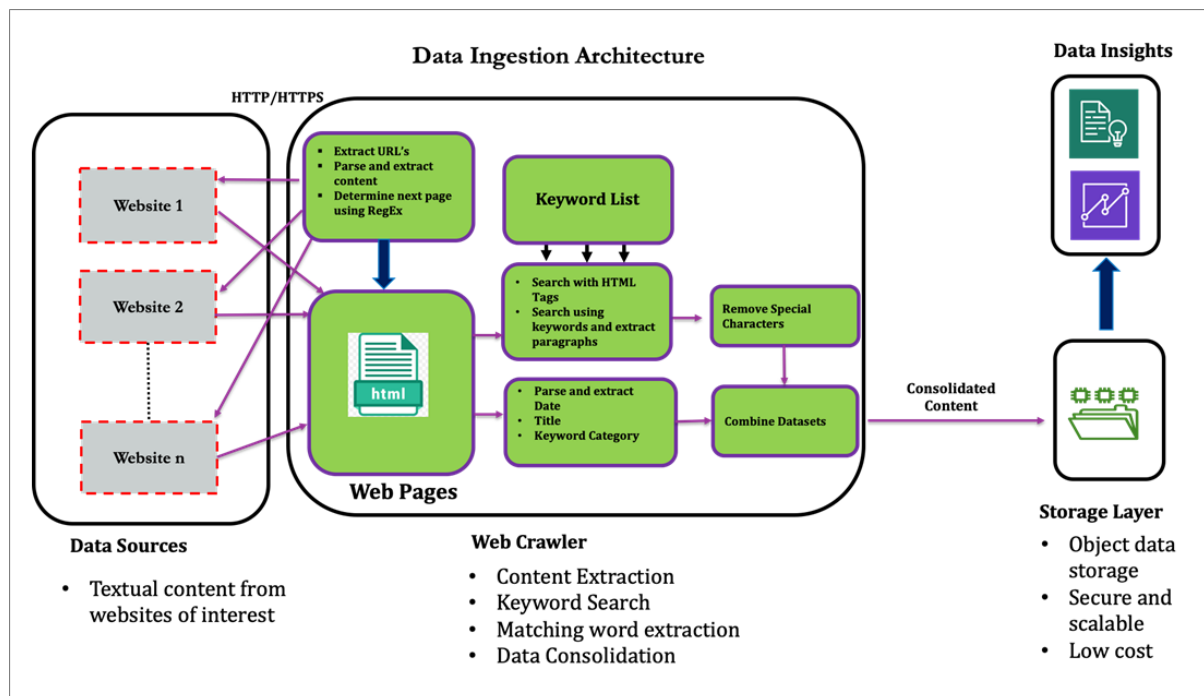 Data Ingestion Architecture
Data Insights
HTTP/HTTPS
Website 1
Website 2
Website n
▪ Extract URL's
▪ Parse and extract
content
▪ Determine next page
using RegEx
Keyword List
html
Web Pages
• Search with HTML
Tags
• Search using
keywords and extract
paragraphs
Remove Special
Characters
• Parse and extract
Date
• Title
• Keyword Category
Combine Datasets
Consolidated
Content
Data Sources
• Textual content from
websites of interest
Web Crawler
• Content Extraction
• Keyword Search
• Matching word extraction
• Data Consolidation
Storage Layer
• Object data
storage
• Secure and
scalable
• Low cost